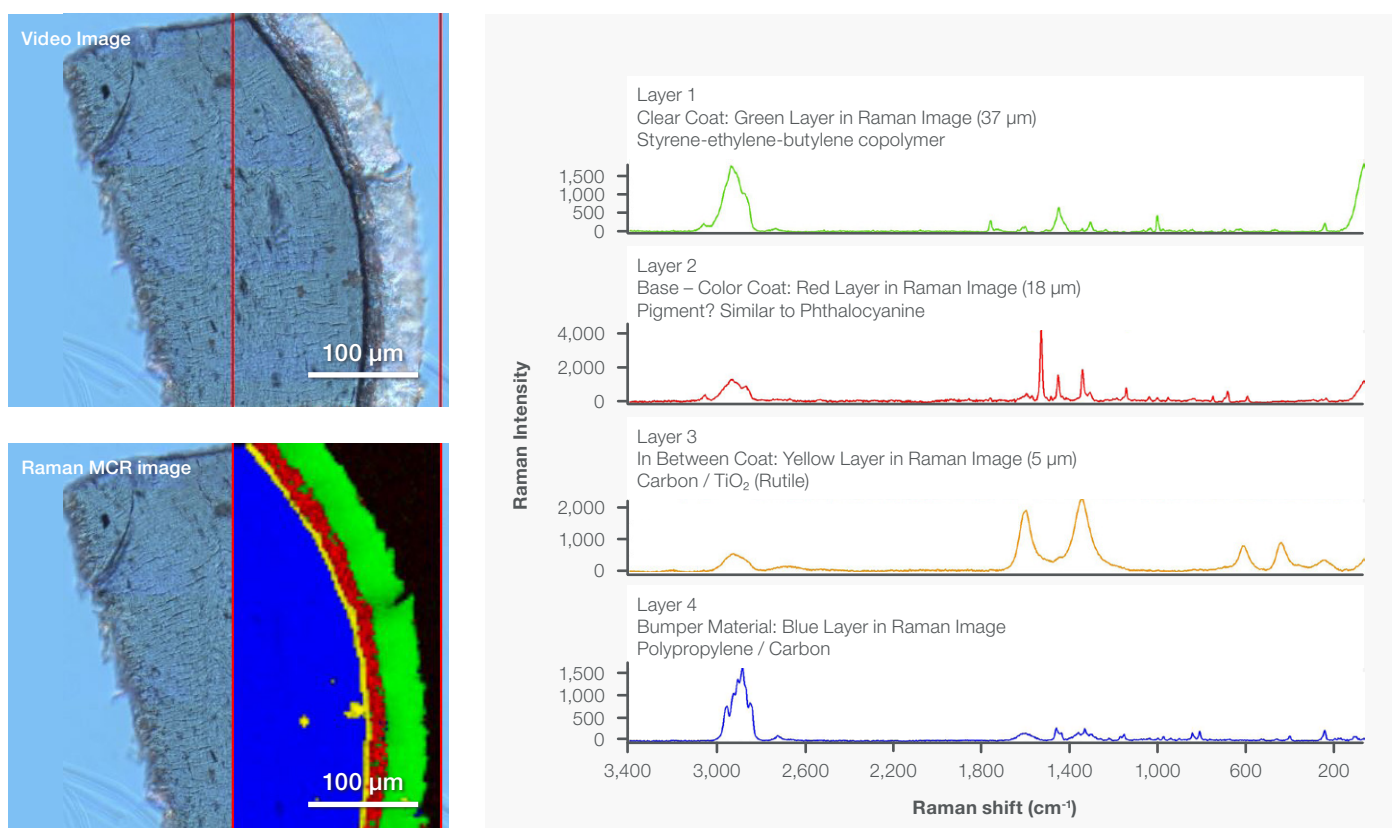 Video Image
100 µm
Raman MCR image
100 µm
Raman Intensity
Layer 1
Clear Coat: Green Layer in Raman Image (37 µm)
Styrene-ethylene-butylene copolymer
1,500
1,000
500
0
Layer 2
Base – Color Coat: Red Layer in Raman Image (18 µm)
Pigment? Similar to Phthalocyanine
4,000
2,000
0
Layer 3
In Between Coat: Yellow Layer in Raman Image (5 µm)
Carbon / TiO₂ (Rutile)
2,000
1,000
0
Layer 4
Bumper Material: Blue Layer in Raman Image
Polypropylene / Carbon
1,500
1,000
500
0
3,400 3,000 2,600 2,200 1,800 1,400 1,000 600 200
Raman shift (cm⁻¹)